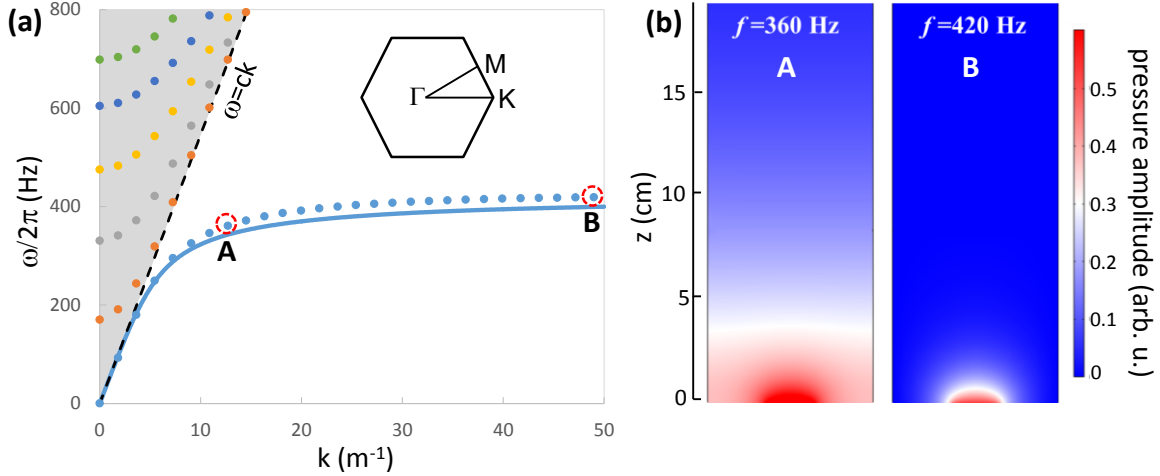 (a)
ω/2π (Hz)
800
600
400
200
0
0
10
20
30
40
50
k (m⁻¹)
ω=ck
Γ
M
K
A
B
(b)
f=360 Hz
A
f=420 Hz
B
z (cm)
15
10
5
0
0.5
0.4
0.3
0.2
0.1
0
pressure amplitude (arb. u.)